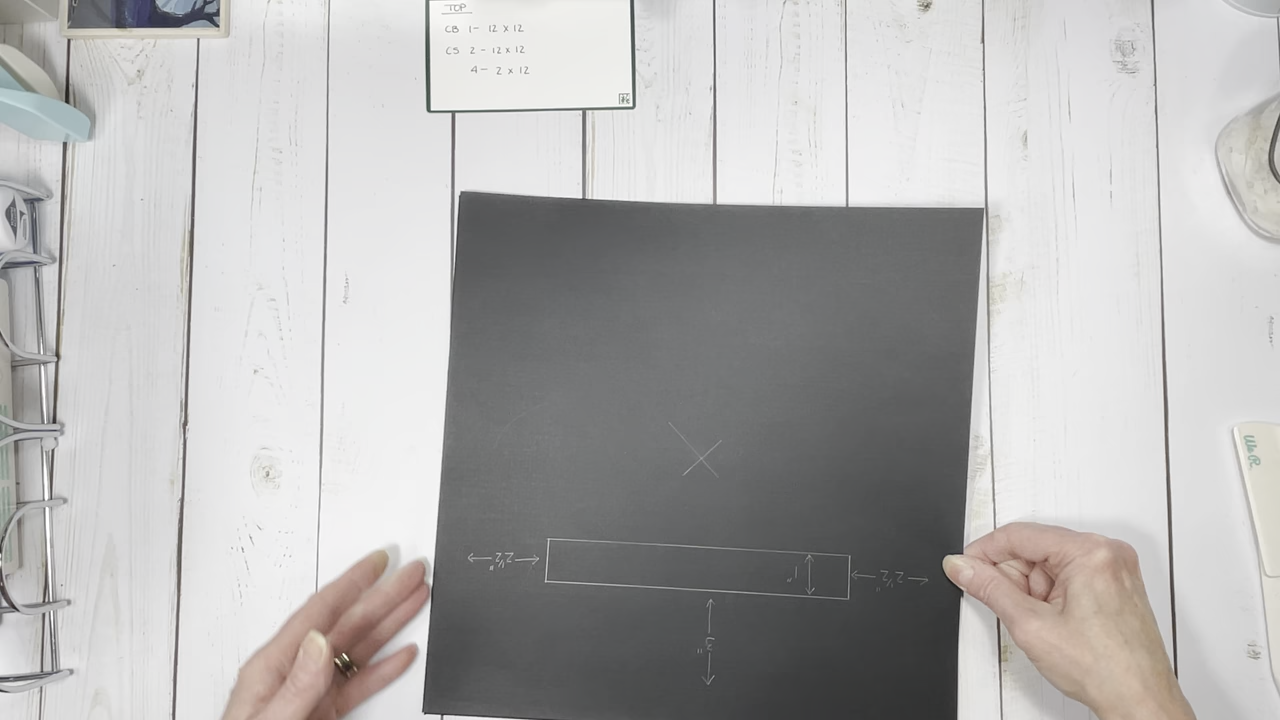 TOP
CB 1- 12 x 12
CS 2 - 12 x 12
4 - 2 x 12
2 1/2"
1"
2 1/2"
3"
We R